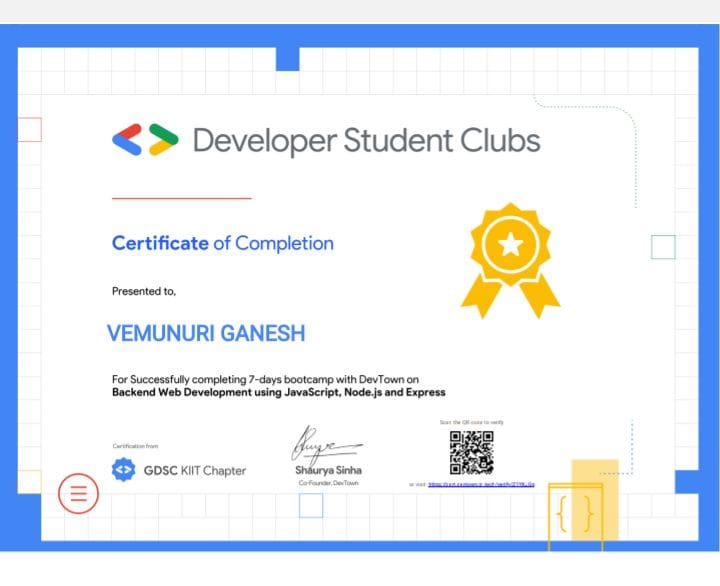 Developer Student Clubs
Certificate of Completion
Presented to,
VEMUNURI GANESH
For Successfully completing 7-days bootcamp with DevTown on
Backend Web Development using JavaScript, Node.js and Express
Scan the QR code to verify
Certification from
GDSC KIIT Chapter
Shaurya Sinha
Co-Founder, DevTown
or visit
{ }